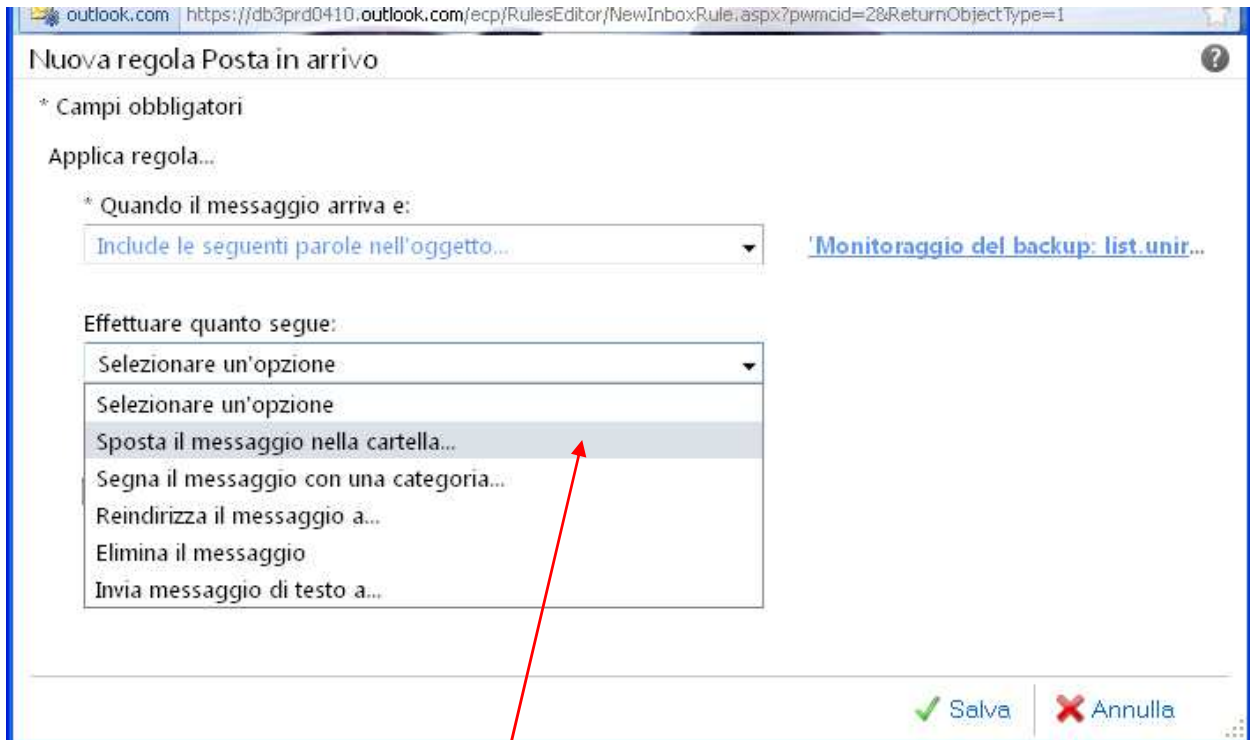 outlook.com https://db3prd0410.outlook.com/ecp/RulesEditor/NewInboxRule.aspx?pwmcid=2&ReturnObjectType=1
Nuova regola Posta in arrivo
* Campi obbligatori
Applica regola...
* Quando il messaggio arriva e:
Include le seguenti parole nell'oggetto... 'Monitoraggio del backup: list.unir...
Effettuare quanto segue:
Selezionare un'opzione
Selezionare un'opzione
Sposta il messaggio nella cartella...
Segna il messaggio con una categoria...
Reindirizza il messaggio a...
Elimina il messaggio
Invia messaggio di testo a...
Salva Annulla